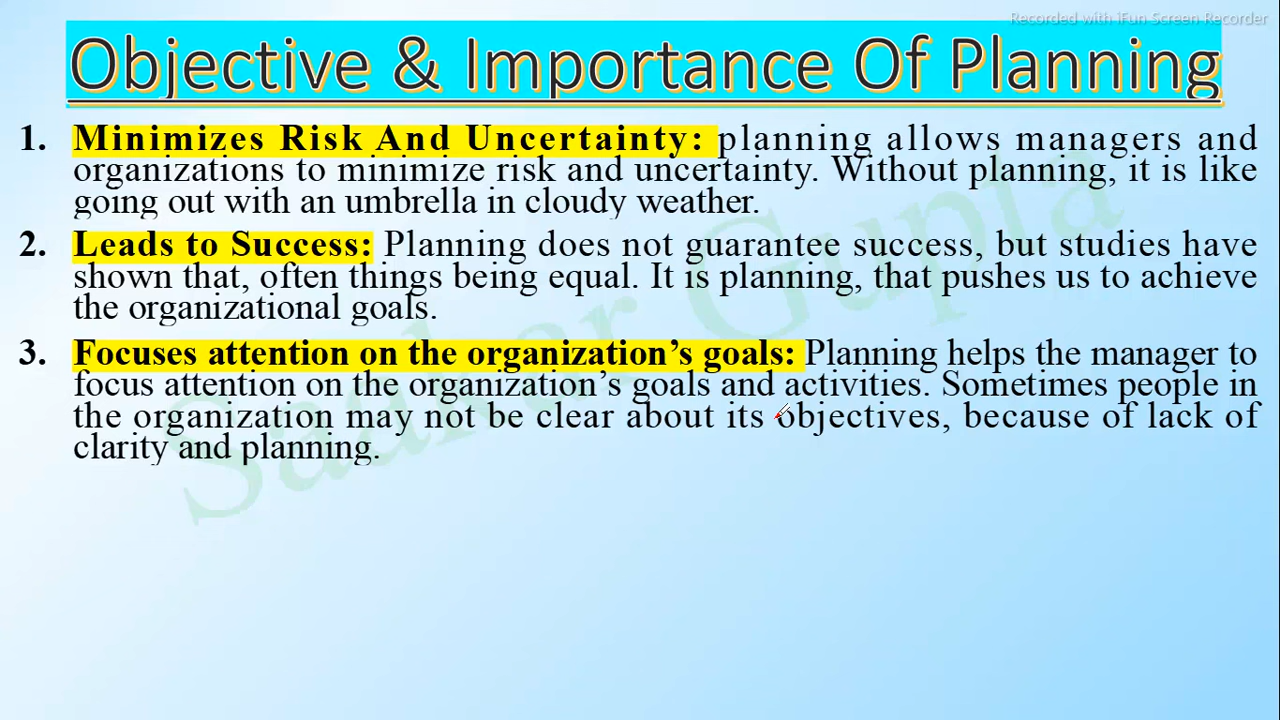 Recorded with iFun Screen Recorder
Objective & Importance Of Planning
1. Minimizes Risk And Uncertainty: planning allows managers and
organizations to minimize risk and uncertainty. Without planning, it is like
going out with an umbrella in cloudy weather.
2. Leads to Success: Planning does not guarantee success, but studies have
shown that, often things being equal. It is planning, that pushes us to achieve
the organizational goals.
3. Focuses attention on the organization’s goals: Planning helps the manager to
focus attention on the organization’s goals and activities. Sometimes people in
the organization may not be clear about its objectives, because of lack of
clarity and planning.
Gupta